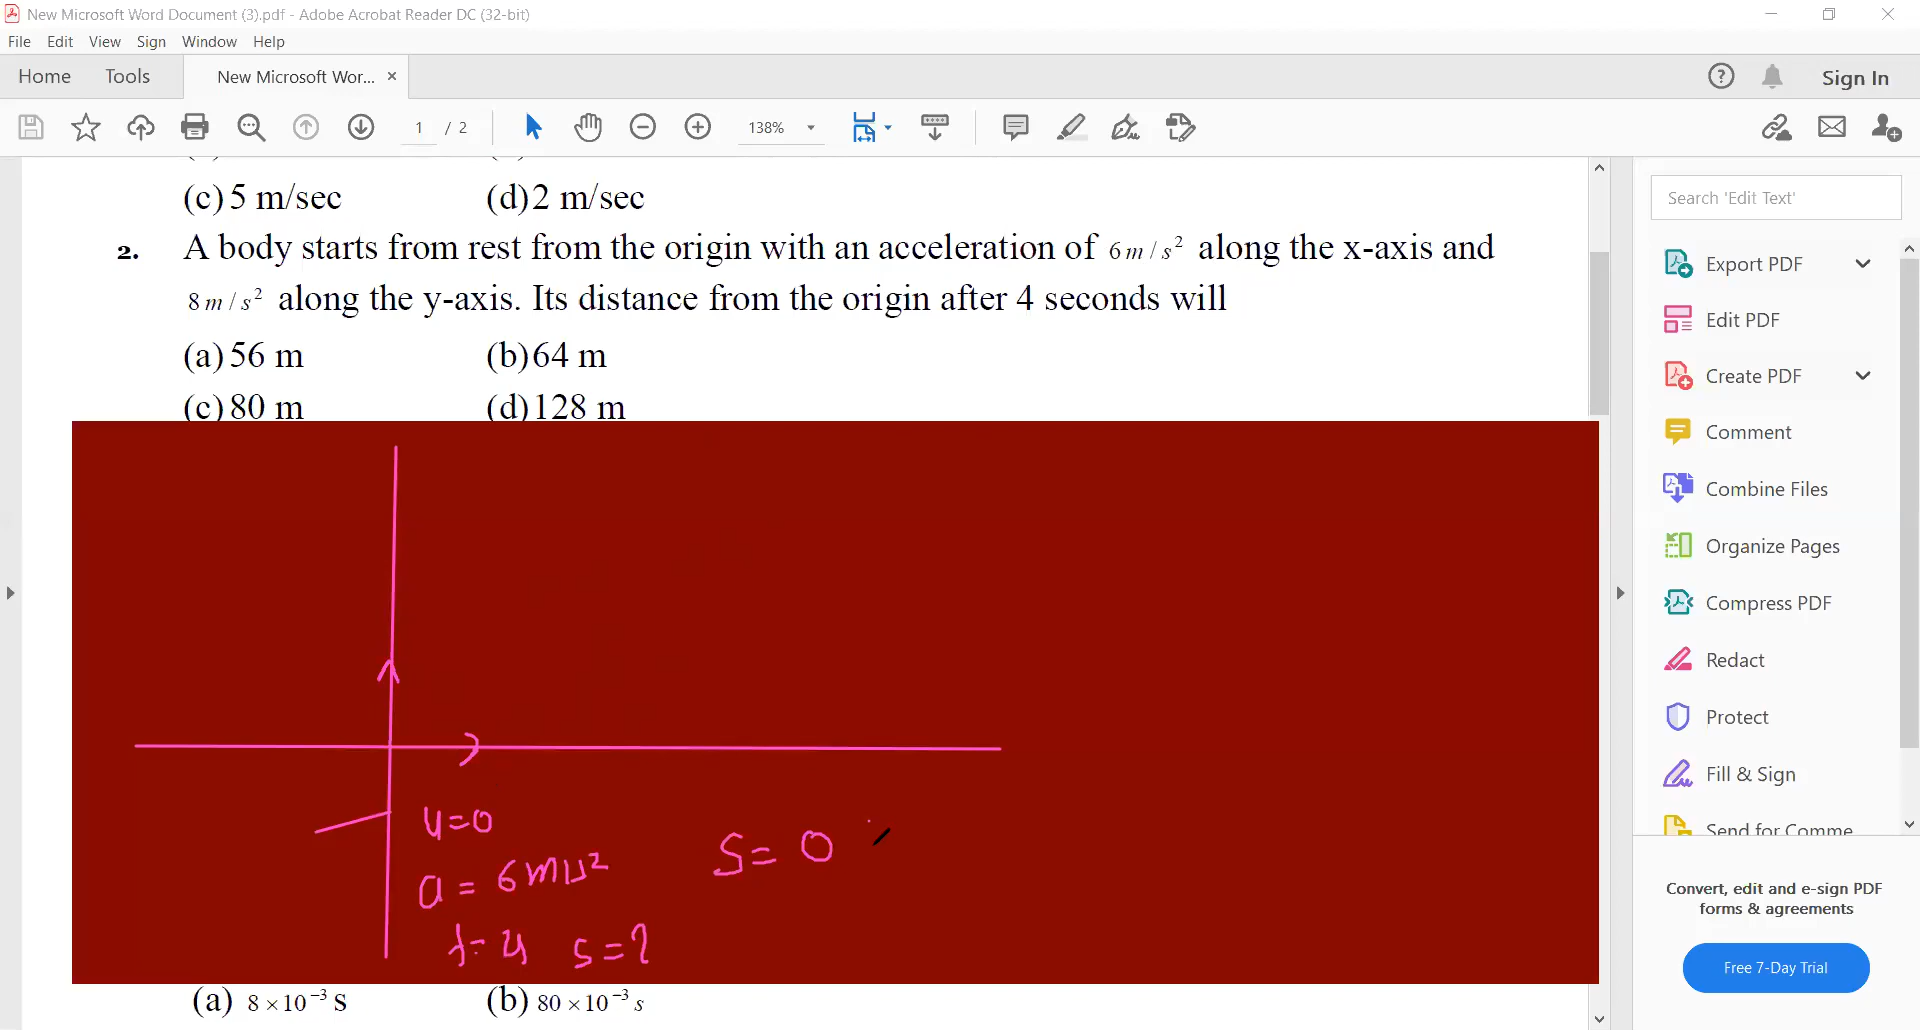 New Microsoft Word Document (3).pdf - Adobe Acrobat Reader DC (32-bit)
File Edit View Sign Window Help
Home Tools New Microsoft Wor... × Sign In
1 / 2 138%
(c) 5 m/sec (d) 2 m/sec
2. A body starts from rest from the origin with an acceleration of 6 m / s² along the x-axis and
8 m / s² along the y-axis. Its distance from the origin after 4 seconds will
(a) 56 m (b) 64 m
(c) 80 m (d) 128 m
u=0
a = 6 m/s²
S= 0
t= 4 s=?
(a) 8 ×10⁻³ s (b) 80 ×10⁻³ s
Search 'Edit Text'
Export PDF
Edit PDF
Create PDF
Comment
Combine Files
Organize Pages
Compress PDF
Redact
Protect
Fill & Sign
Send for Comme
Convert, edit and e-sign PDF
forms & agreements
Free 7-Day Trial